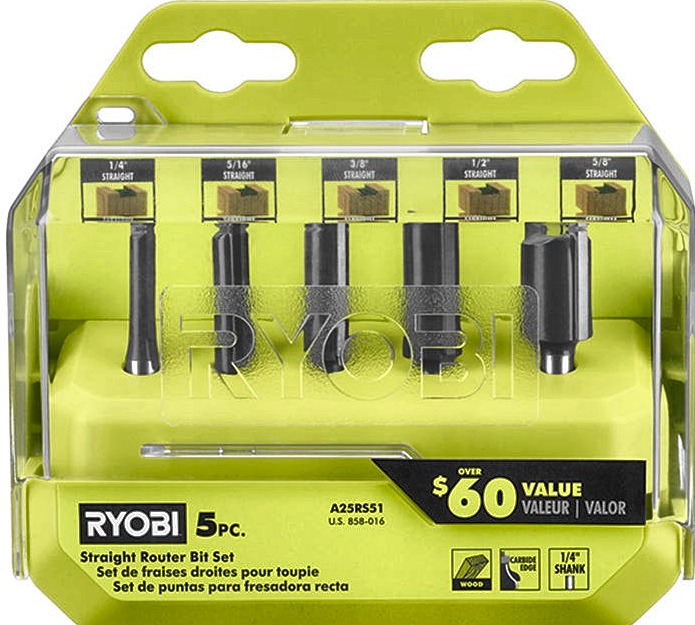 1/4"
STRAIGHT
5/16"
STRAIGHT
3/8"
STRAIGHT
1/2"
STRAIGHT
5/8"
STRAIGHT
RYOBI
OVER
$60 VALUE
VALEUR | VALOR
RYOBI 5PC.
A25RS51
U.S. 858-016
Straight Router Bit Set
Set de fraises droites pour toupie
Set de puntas para fresadora recta
WOOD
CARBIDE
EDGE
1/4"
SHANK